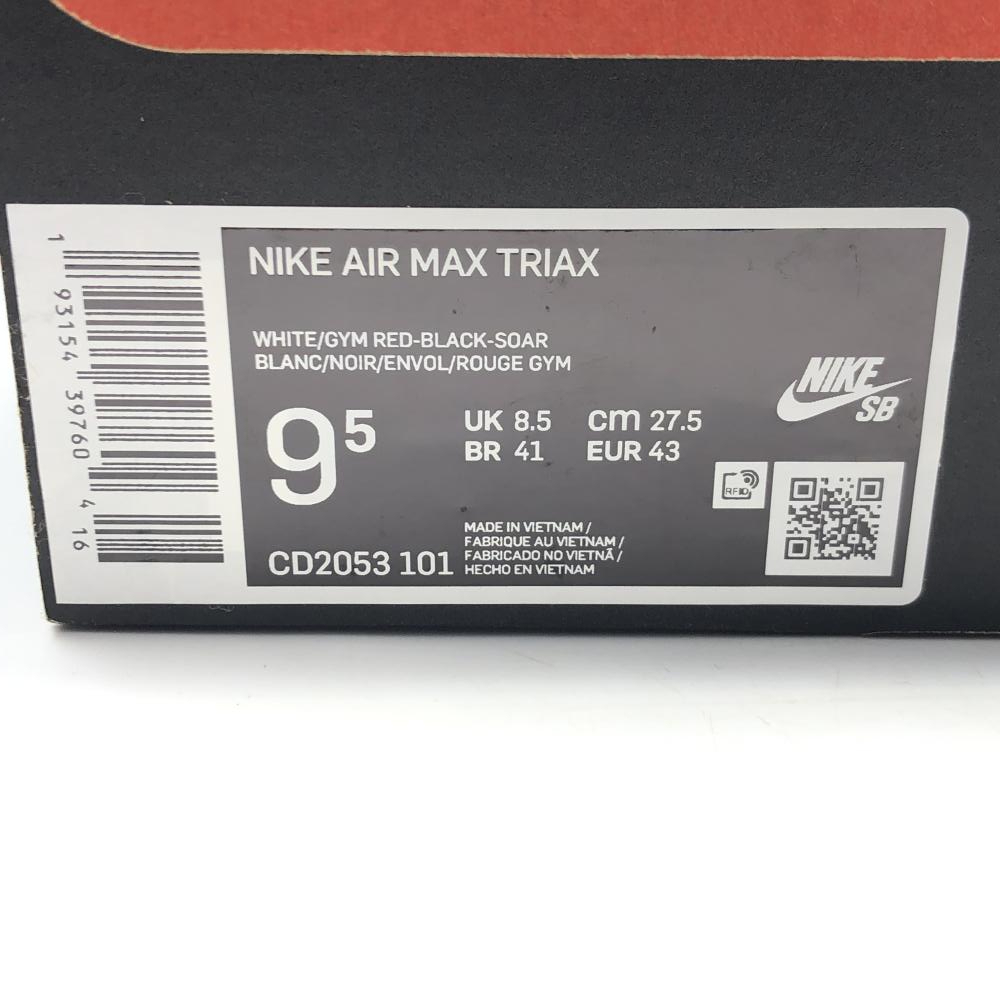 NIKE AIR MAX TRIAX
WHITE/GYM RED-BLACK-SOAR
BLANC/NOIR/ENVOL/ROUGE GYM
9⁵
UK 8.5 cm 27.5
BR 41 EUR 43
NIKE
SB
RFID
MADE IN VIETNAM /
FABRIQUE AU VIETNAM /
FABRICADO NO VIETNÃ /
HECHO EN VIETNAM
CD2053 101
1 93154 39760 4 16